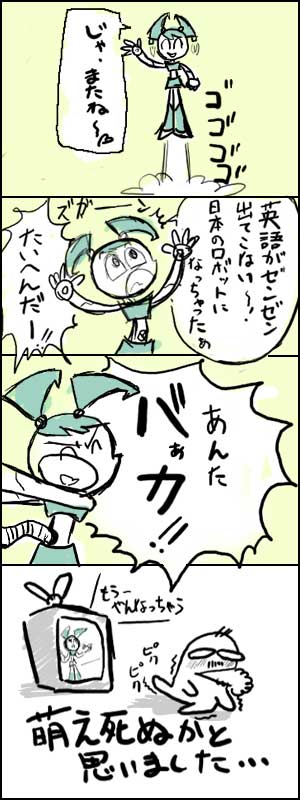 じゃ、またね〜
ゴゴゴゴ
英語がゼンゼン
出てこない〜!
日本のロボットに
なっちゃったぁ
ズガーン
たいへんだー!!
あんた
バぁカ!!
もうー
やんなっちゃう
ピクピク
萌え死ぬかと
思いました・・・